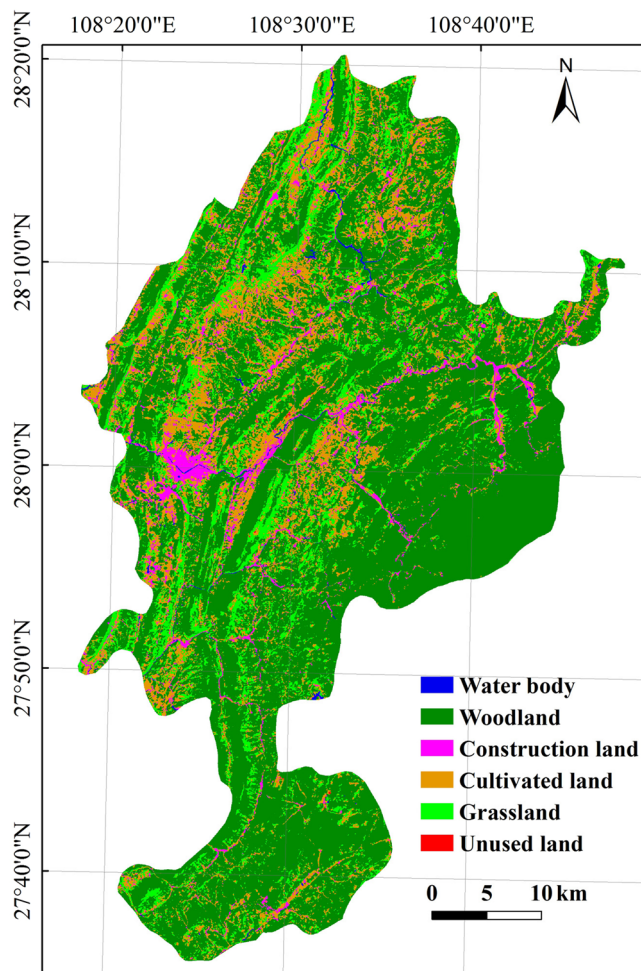 108°20'0"E 108°30'0"E 108°40'0"E
28°20'0"N
N
28°10'0"N
28°0'0"N
27°50'0"N
Water body
Woodland
Construction land
Cultivated land
Grassland
Unused land
27°40'0"N
0 5 10 km